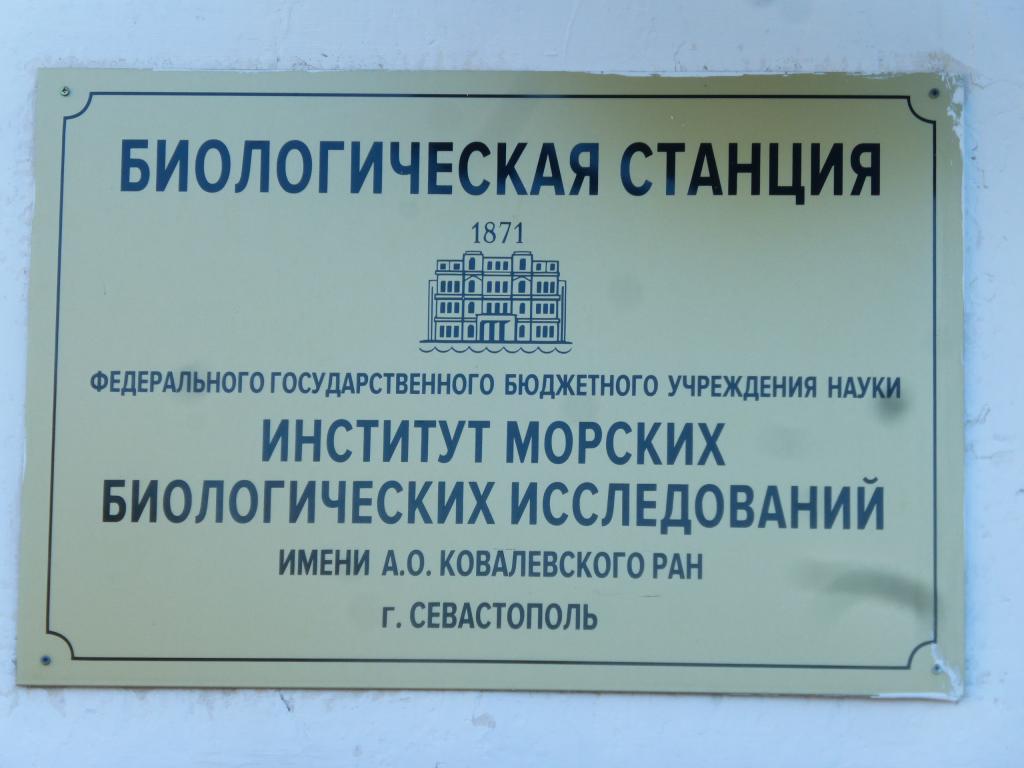 БИОЛОГИЧЕСКАЯ СТАНЦИЯ
1871
ФЕДЕРАЛЬНОГО ГОСУДАРСТВЕННОГО БЮДЖЕТНОГО УЧРЕЖДЕНИЯ НАУКИ
ИНСТИТУТ МОРСКИХ
БИОЛОГИЧЕСКИХ ИССЛЕДОВАНИЙ
ИМЕНИ А.О. КОВАЛЕВСКОГО РАН
г. СЕВАСТОПОЛЬ